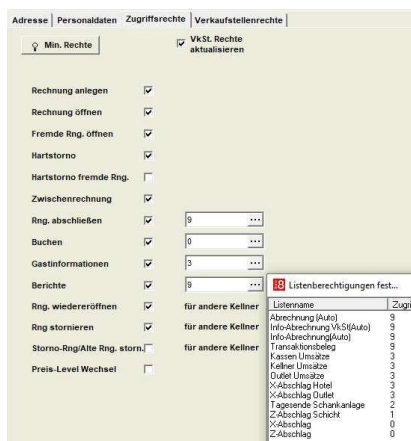 Adresse Personaldaten Zugriffsrechte Verkaufstellenrechte
Min. Rechte
VkSt. Rechte
aktualisieren
Rechnung anlegen
Rechnung öffnen
Fremde Rng. öffnen
Hartstorno
Hartstorno fremde Rng.
Zwischenrechnung
Rng. abschließen 9 ...
Buchen 0 ...
Gastinformationen 3 ...
Berichte 9 ...
Rng. wiedereröffnen für andere Kellner
Rng stornieren für andere Kellner
Storno-Rng/Alte Rng. storn. für andere Kellner
Preis-Level Wechsel
Listenberechtigungen fest...
Listenname Zugri
Abrechnung (Auto) 9
Info-Abrechnung VkSt(Auto) 9
Info-Abrechnung(Auto) 9
Transaktionsbeleg 9
Kassen Umsätze 3
Kellner Umsätze 3
Outlet Umsätze 3
X-Abschlag Hotel 3
X-Abschlag Outlet 3
Tagesende Schankanlage 2
Z-Abschlag Schicht 1
X-Abschlag 0
Z-Abschlag 0